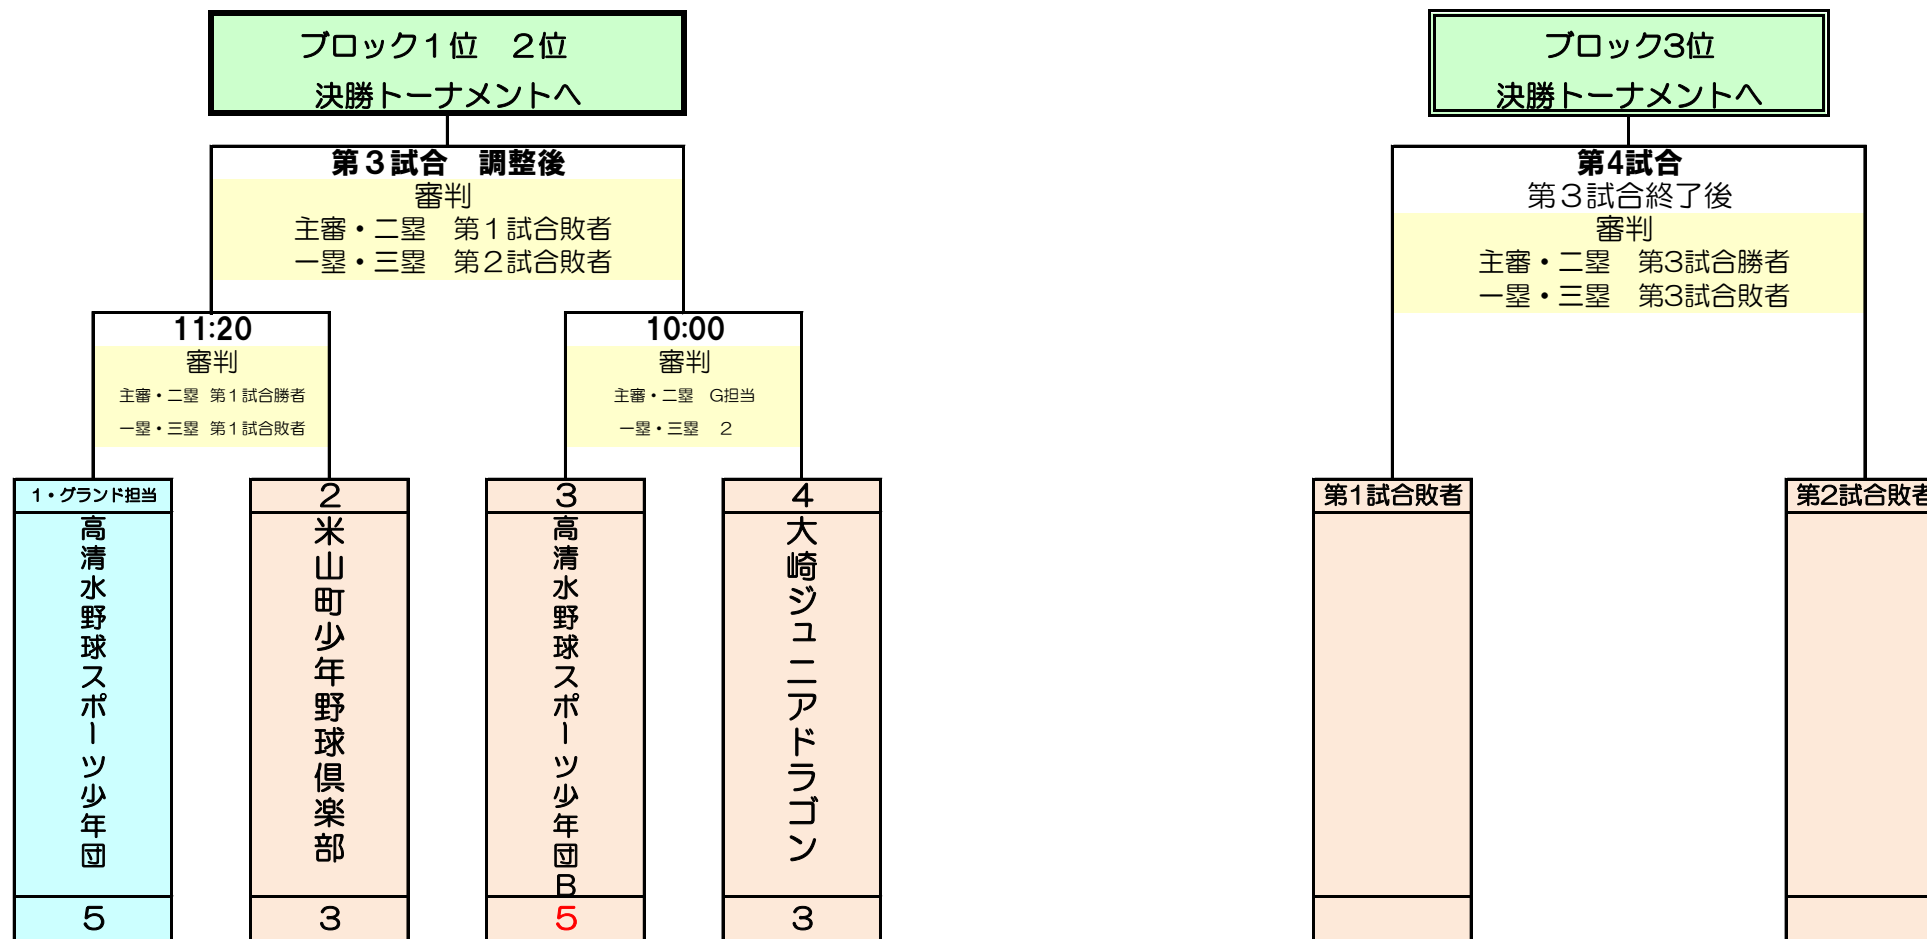 ブロック１位　２位
決勝トーナメントへ
第３試合　調整後
審判
主審・二塁　第１試合敗者
一塁・三塁　第２試合敗者
11:20
審判
主審・二塁 第１試合勝者
一塁・三塁 第１試合敗者
10:00
審判
主審・二塁　G担当
一塁・三塁　２
1・グランド担当
高清水野球スポーツ少年団
5
2
米山町少年野球倶楽部
3
3
高清水野球スポーツ少年団B
5
4
大崎ジュニアドラゴン
3
ブロック3位
決勝トーナメントへ
第4試合
第３試合終了後
審判
主審・二塁　第3試合勝者
一塁・三塁　第3試合敗者
第1試合敗者
第2試合敗者